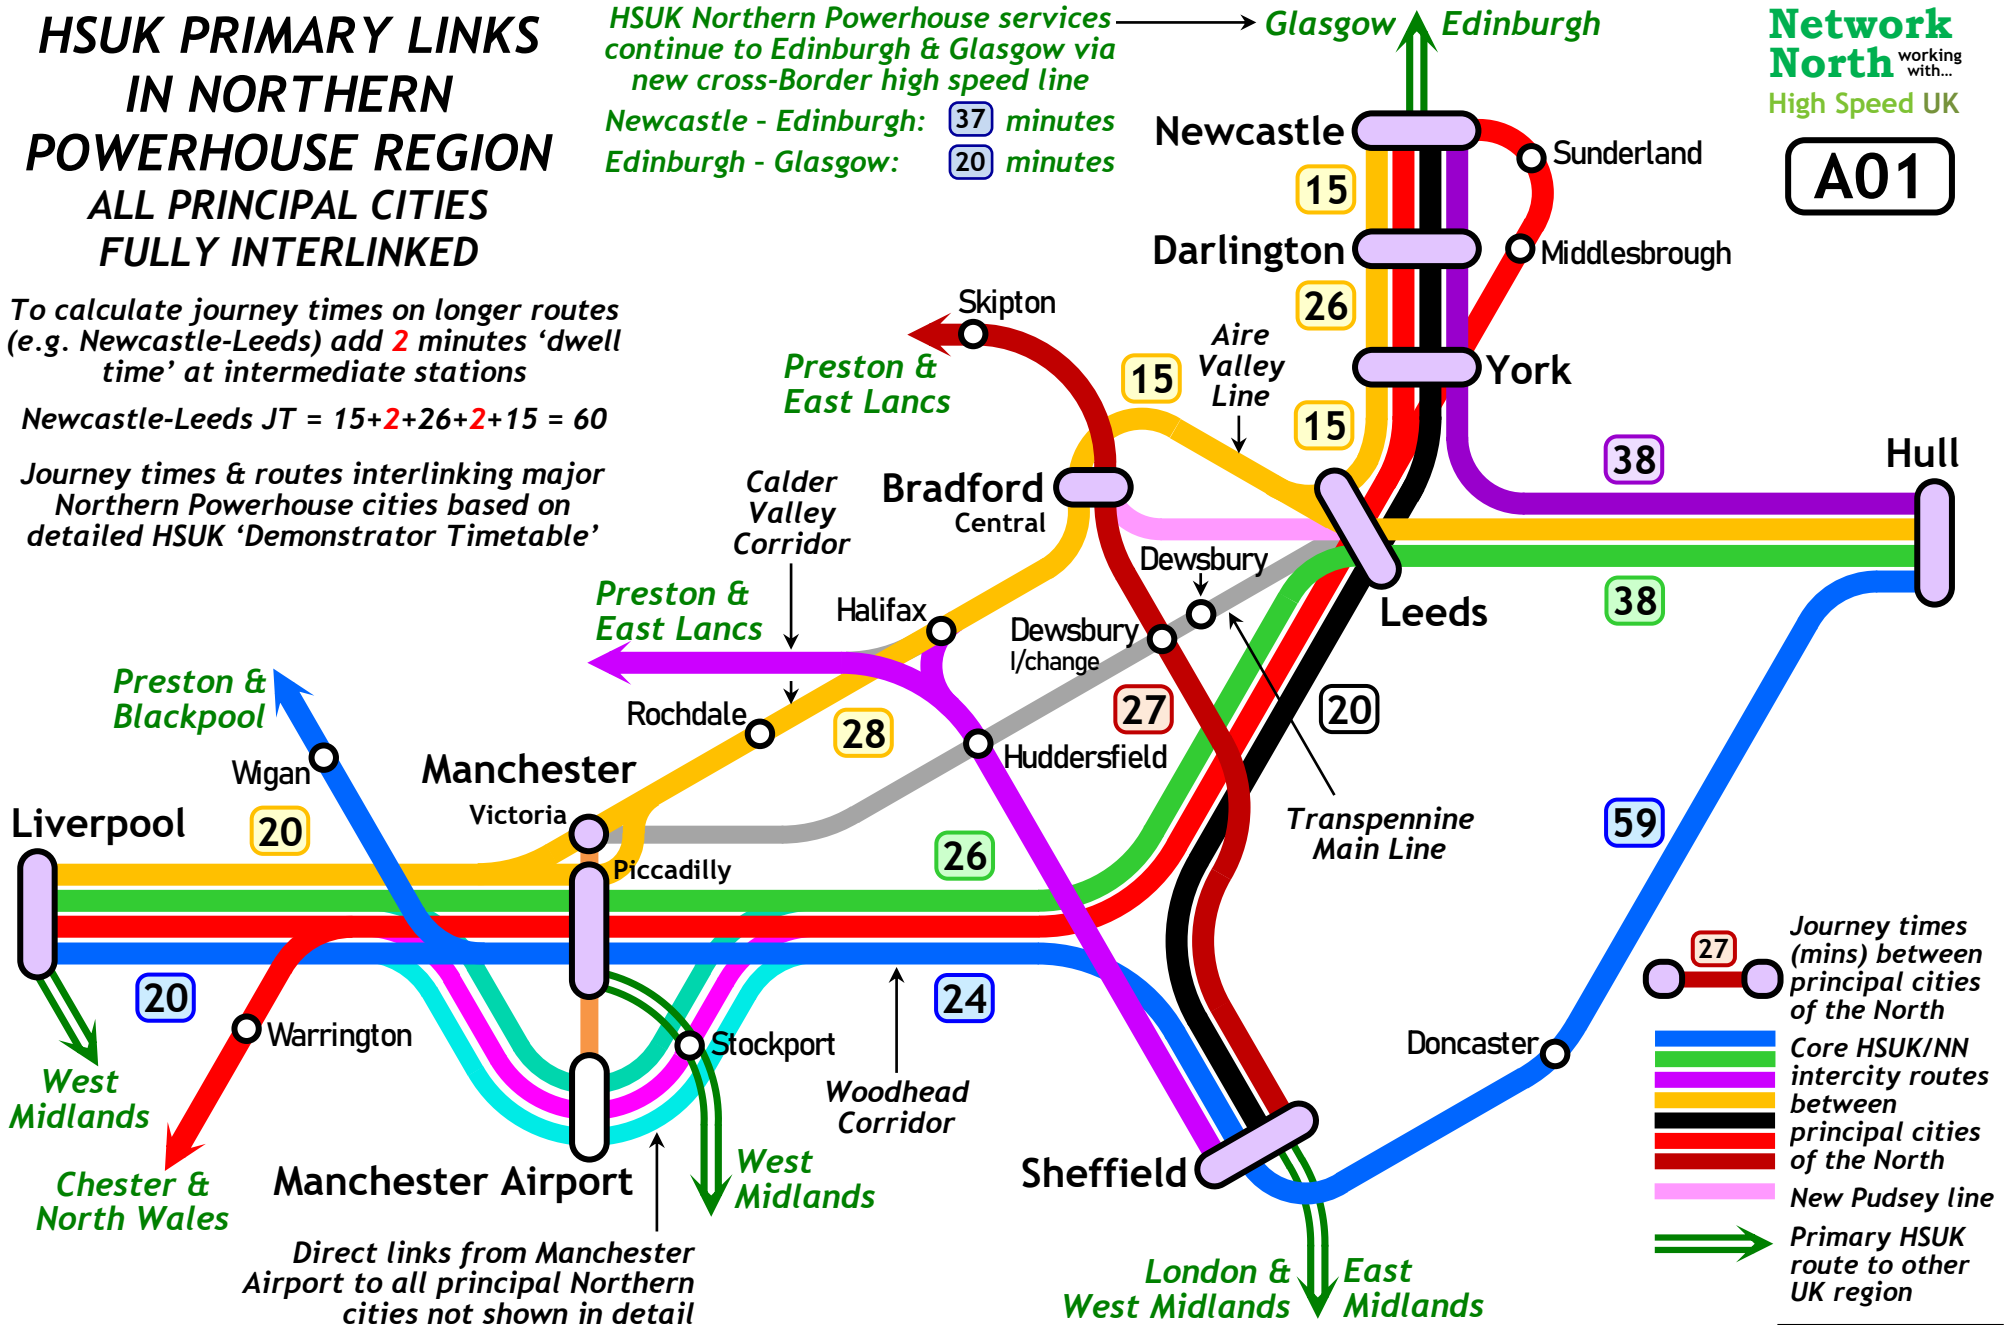 HSUK PRIMARY LINKS
IN NORTHERN
POWERHOUSE REGION
ALL PRINCIPAL CITIES
FULLY INTERLINKED
To calculate journey times on longer routes
(e.g. Newcastle-Leeds) add 2 minutes ‘dwell
time’ at intermediate stations
Newcastle-Leeds JT = 15+2+26+2+15 = 60
Journey times & routes interlinking major
Northern Powerhouse cities based on
detailed HSUK ‘Demonstrator Timetable’
HSUK Northern Powerhouse services
continue to Edinburgh & Glasgow via
new cross-Border high speed line
Newcastle – Edinburgh: 37 minutes
Edinburgh – Glasgow: 20 minutes
Glasgow
Edinburgh
Network
North working
with...
High Speed UK
A01
Newcastle
Sunderland
15
Darlington
Middlesbrough
26
York
15
Skipton
Preston &
East Lancs
15
Aire
Valley
Line
38
Hull
Bradford
Central
Calder
Valley
Corridor
Leeds
38
Dewsbury
Dewsbury
I/change
Halifax
Preston &
East Lancs
Preston &
Blackpool
Wigan
Rochdale
28
27
20
Huddersfield
Manchester
Victoria
Piccadilly
Liverpool
20
26
Transpennine
Main Line
59
20
24
Warrington
Stockport
Woodhead
Corridor
Doncaster
West
Midlands
Chester &
North Wales
Manchester Airport
West
Midlands
Sheffield
Direct links from Manchester
Airport to all principal Northern
cities not shown in detail
London &
West Midlands
East
Midlands
27
Journey times
(mins) between
principal cities
of the North
Core HSUK/NN
intercity routes
between
principal cities
of the North
New Pudsey line
Primary HSUK
route to other
UK region